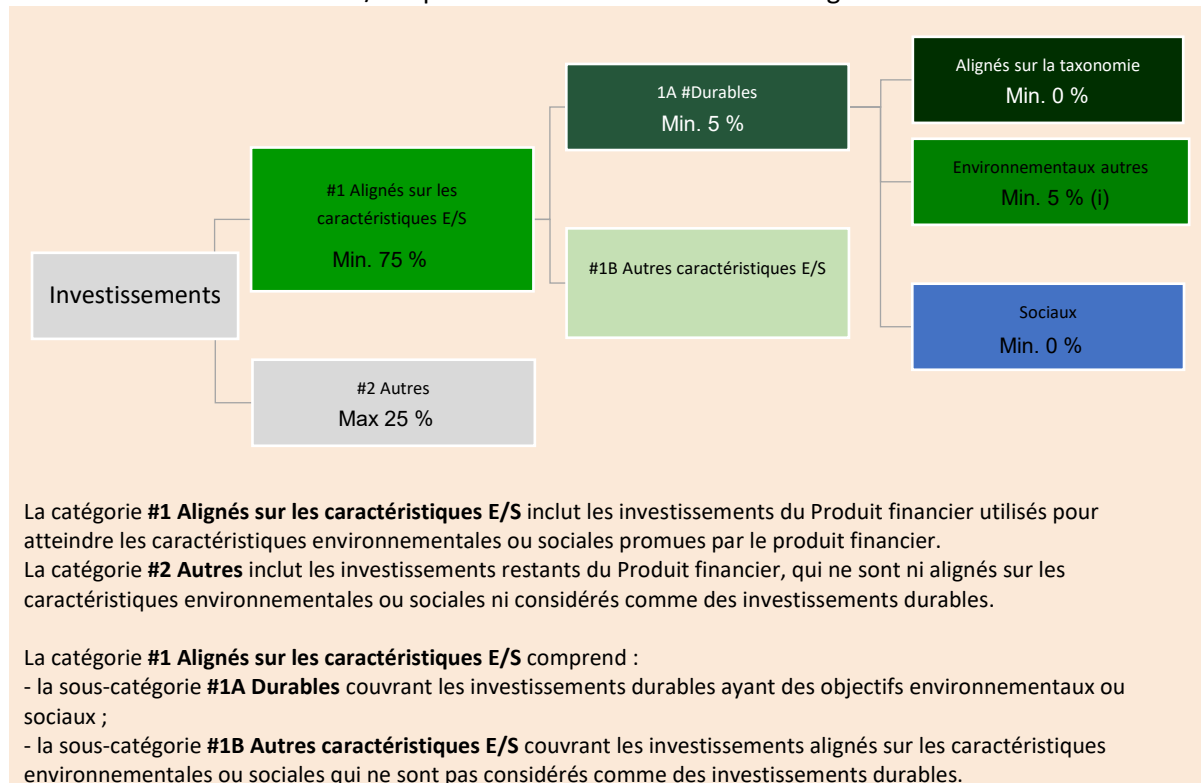 Alignés sur la taxonomie
Min. 0 %
1A #Durables
Min. 5 %
Environnementaux autres
Min. 5 % (i)
#1 Alignés sur les
caractéristiques E/S
Min. 75 %
#1B Autres caractéristiques E/S
Investissements
Sociaux
Min. 0 %
#2 Autres
Max 25 %
La catégorie #1 Alignés sur les caractéristiques E/S inclut les investissements du Produit financier utilisés pour
atteindre les caractéristiques environnementales ou sociales promues par le produit financier.
La catégorie #2 Autres inclut les investissements restants du Produit financier, qui ne sont ni alignés sur les
caractéristiques environnementales ou sociales ni considérés comme des investissements durables.
La catégorie #1 Alignés sur les caractéristiques E/S comprend :
- la sous-catégorie #1A Durables couvrant les investissements durables ayant des objectifs environnementaux ou
sociaux ;
- la sous-catégorie #1B Autres caractéristiques E/S couvrant les investissements alignés sur les caractéristiques
environnementales ou sociales qui ne sont pas considérés comme des investissements durables.